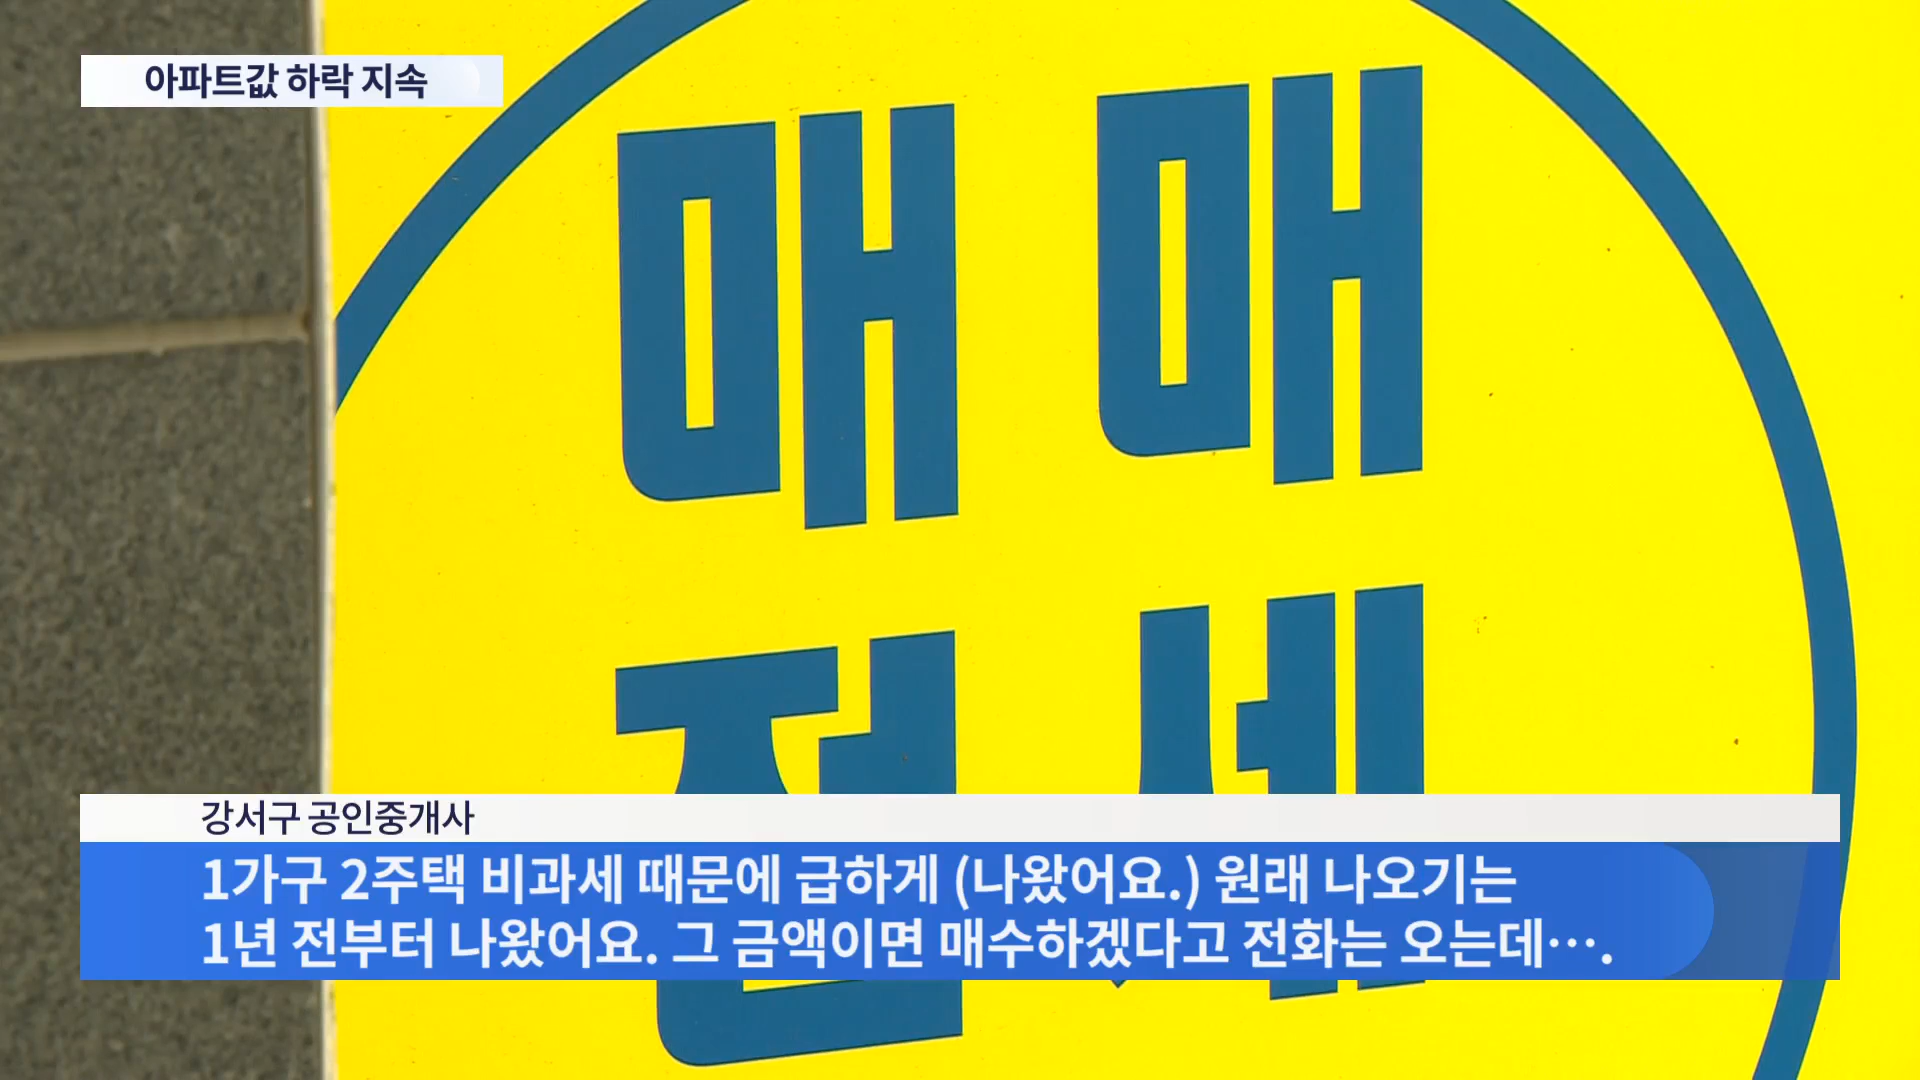 아파트값 하락 지속
매매
전세
강서구 공인중개사
1가구 2주택 비과세 때문에 급하게 (나왔어요.) 원래 나오기는
1년 전부터 나왔어요. 그 금액이면 매수하겠다고 전화는 오는데….